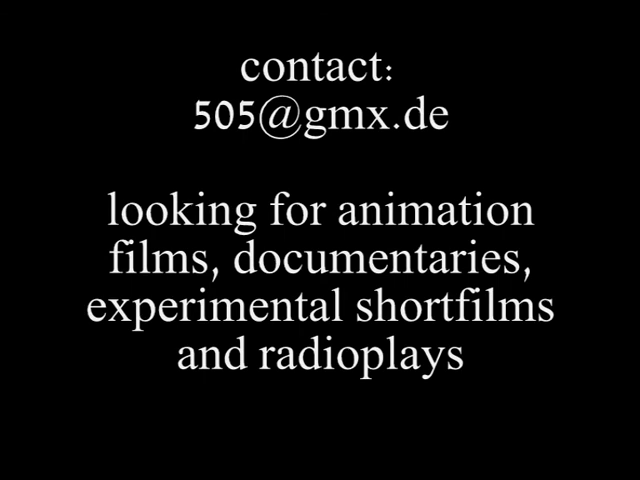 contact:
505@gmx.de
looking for animation
films, documentaries,
experimental shortfilms
and radioplays